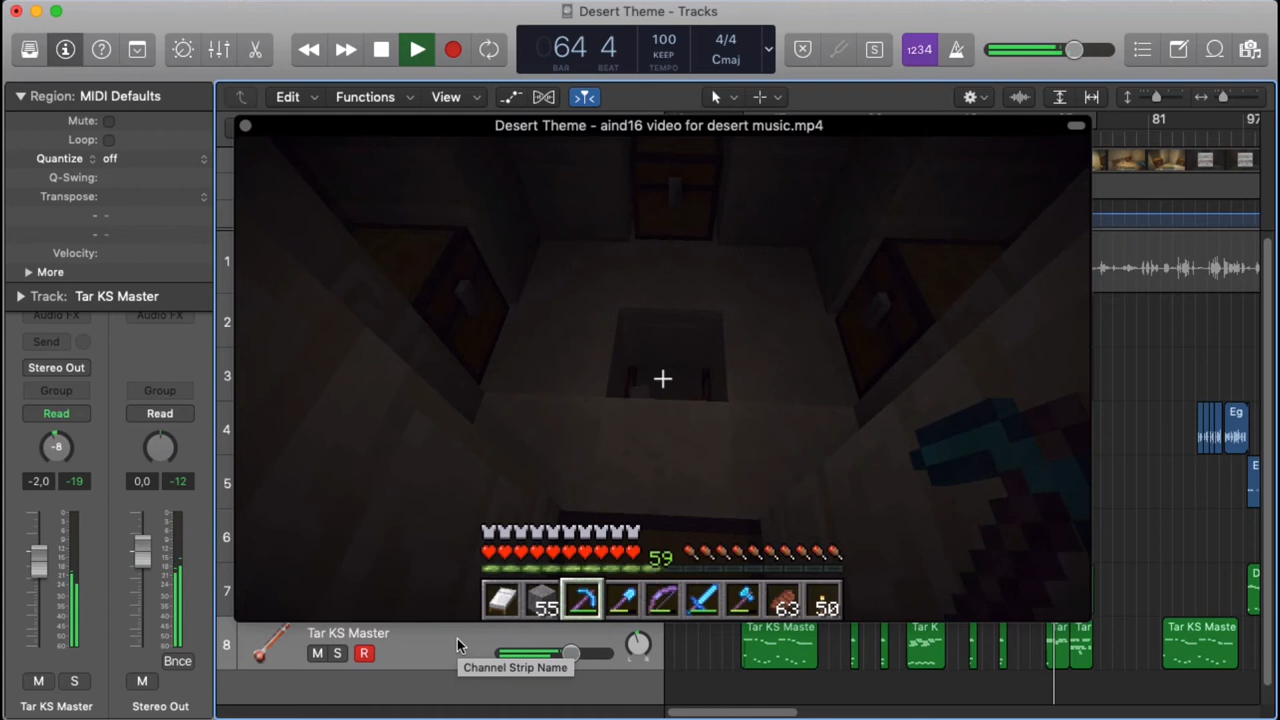 Desert Theme - Tracks
64 4
BAR BEAT
100
KEEP
TEMPO
4/4
Cmaj
S
1234
Region: MIDI Defaults
Mute:
Loop:
Quantize off
Q-Swing:
Transpose:
Velocity:
More
Track: Tar KS Master
Audio FX Audio FX
Send
Stereo Out
Group Group
Read Read
-8
-2,0 -19 0,0 -12
Bnce
M S M
Tar KS Master Stereo Out
Edit Functions View
Desert Theme - aind16 video for desert music.mp4
81 97
1
2
3
4
5
6
7
8
59
55 63 50
Tar KS Master
M S R
Channel Strip Name
L R
Eg
E
D
Tar KS Maste Tar K Tar Tar Tar KS Maste